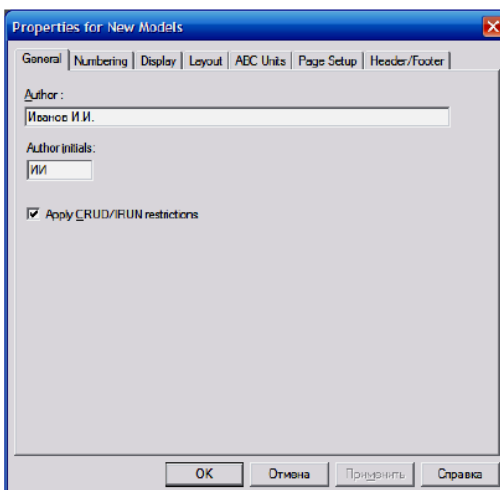 Properties for New Models
General Numbering Display Layout ABC Units Page Setup Header/Footer
Author :
Иванов И.И.
Author initials:
ИИ
Apply CRUD/IRUN restrictions
OK Отмена Применить Справка